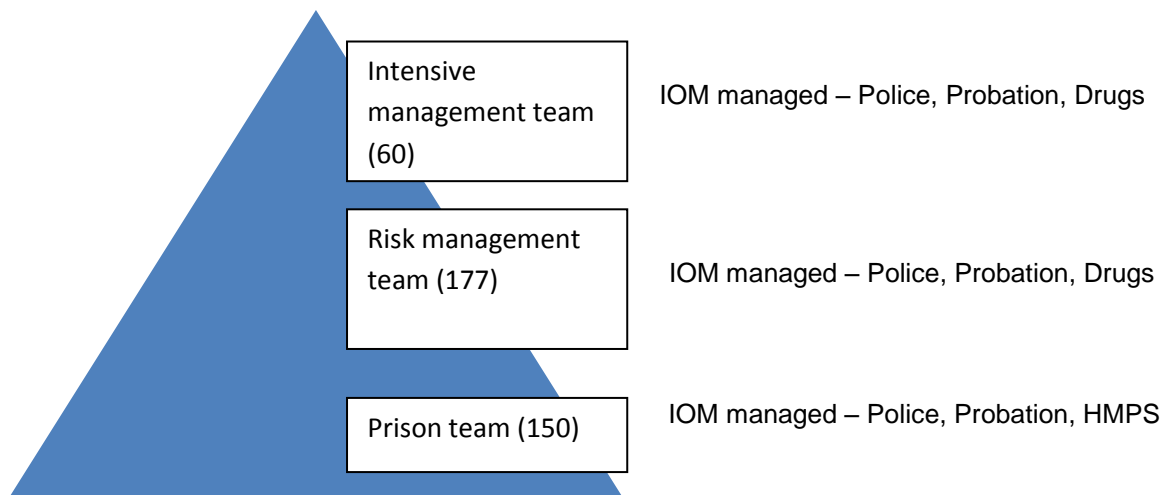 Intensive
management team
(60)
IOM managed – Police, Probation, Drugs
Risk management
team (177)
IOM managed – Police, Probation, Drugs
Prison team (150)
IOM managed – Police, Probation, HMPS